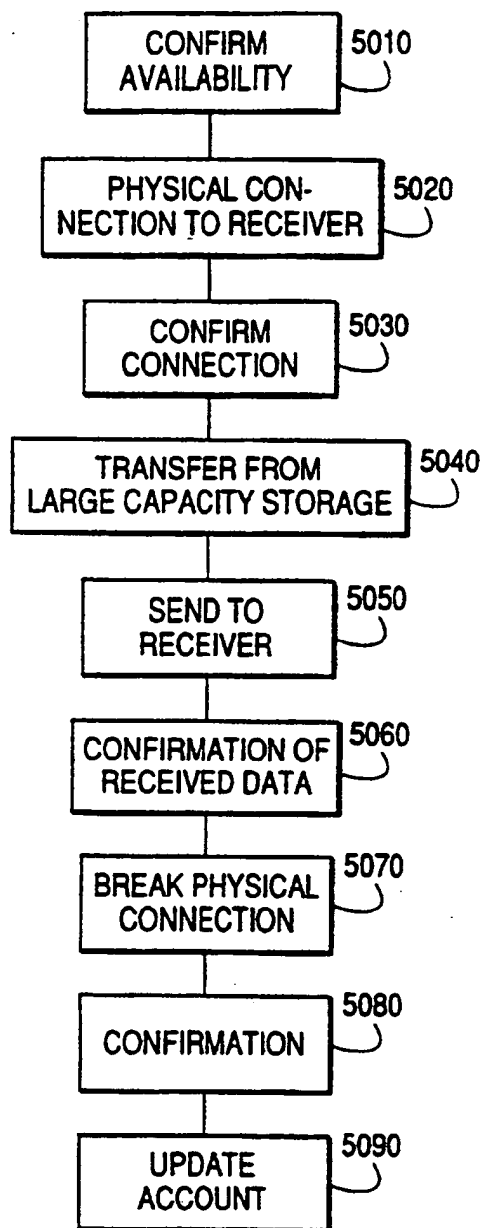 CONFIRM
AVAILABILITY
5010
PHYSICAL CON-
NECTION TO RECEIVER
5020
CONFIRM
CONNECTION
5030
TRANSFER FROM
LARGE CAPACITY STORAGE
5040
SEND TO
RECEIVER
5050
CONFIRMATION OF
RECEIVED DATA
5060
BREAK PHYSICAL
CONNECTION
5070
CONFIRMATION
5080
UPDATE
ACCOUNT
5090